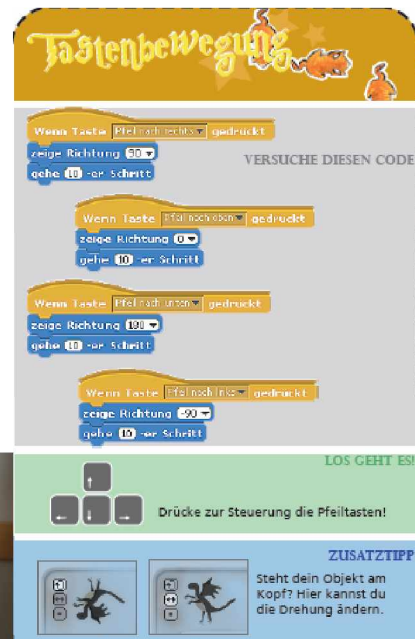 Tastenbewegung
Wenn Taste Pfeil nach rechts gedrückt
zeige Richtung 90
gehe 10 -er Schritt
VERSUCHE DIESEN CODE
Wenn Taste Pfeil nach oben gedrückt
zeige Richtung 0
gehe 10 -er Schritt
Wenn Taste Pfeil nach unten gedrückt
zeige Richtung 180
gehe 10 -er Schritt
Wenn Taste Pfeil nach links gedrückt
zeige Richtung -90
gehe 10 -er Schritt
LOS GEHT ES!
Drücke zur Steuerung die Pfeiltasten!
ZUSATZTIPP
Steht dein Objekt am
Kopf? Hier kannst du
die Drehung ändern.